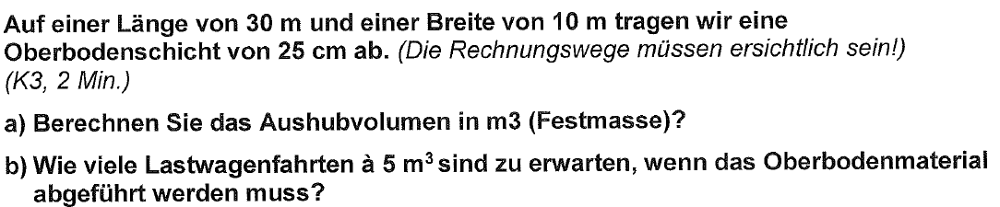 Auf einer Länge von 30 m und einer Breite von 10 m tragen wir eine
Oberbodenschicht von 25 cm ab. (Die Rechnungswege müssen ersichtlich sein!)
(K3, 2 Min.)
a) Berechnen Sie das Aushubvolumen in m3 (Festmasse)?
b) Wie viele Lastwagenfahrten à 5 m³ sind zu erwarten, wenn das Oberbodenmaterial
abgeführt werden muss?